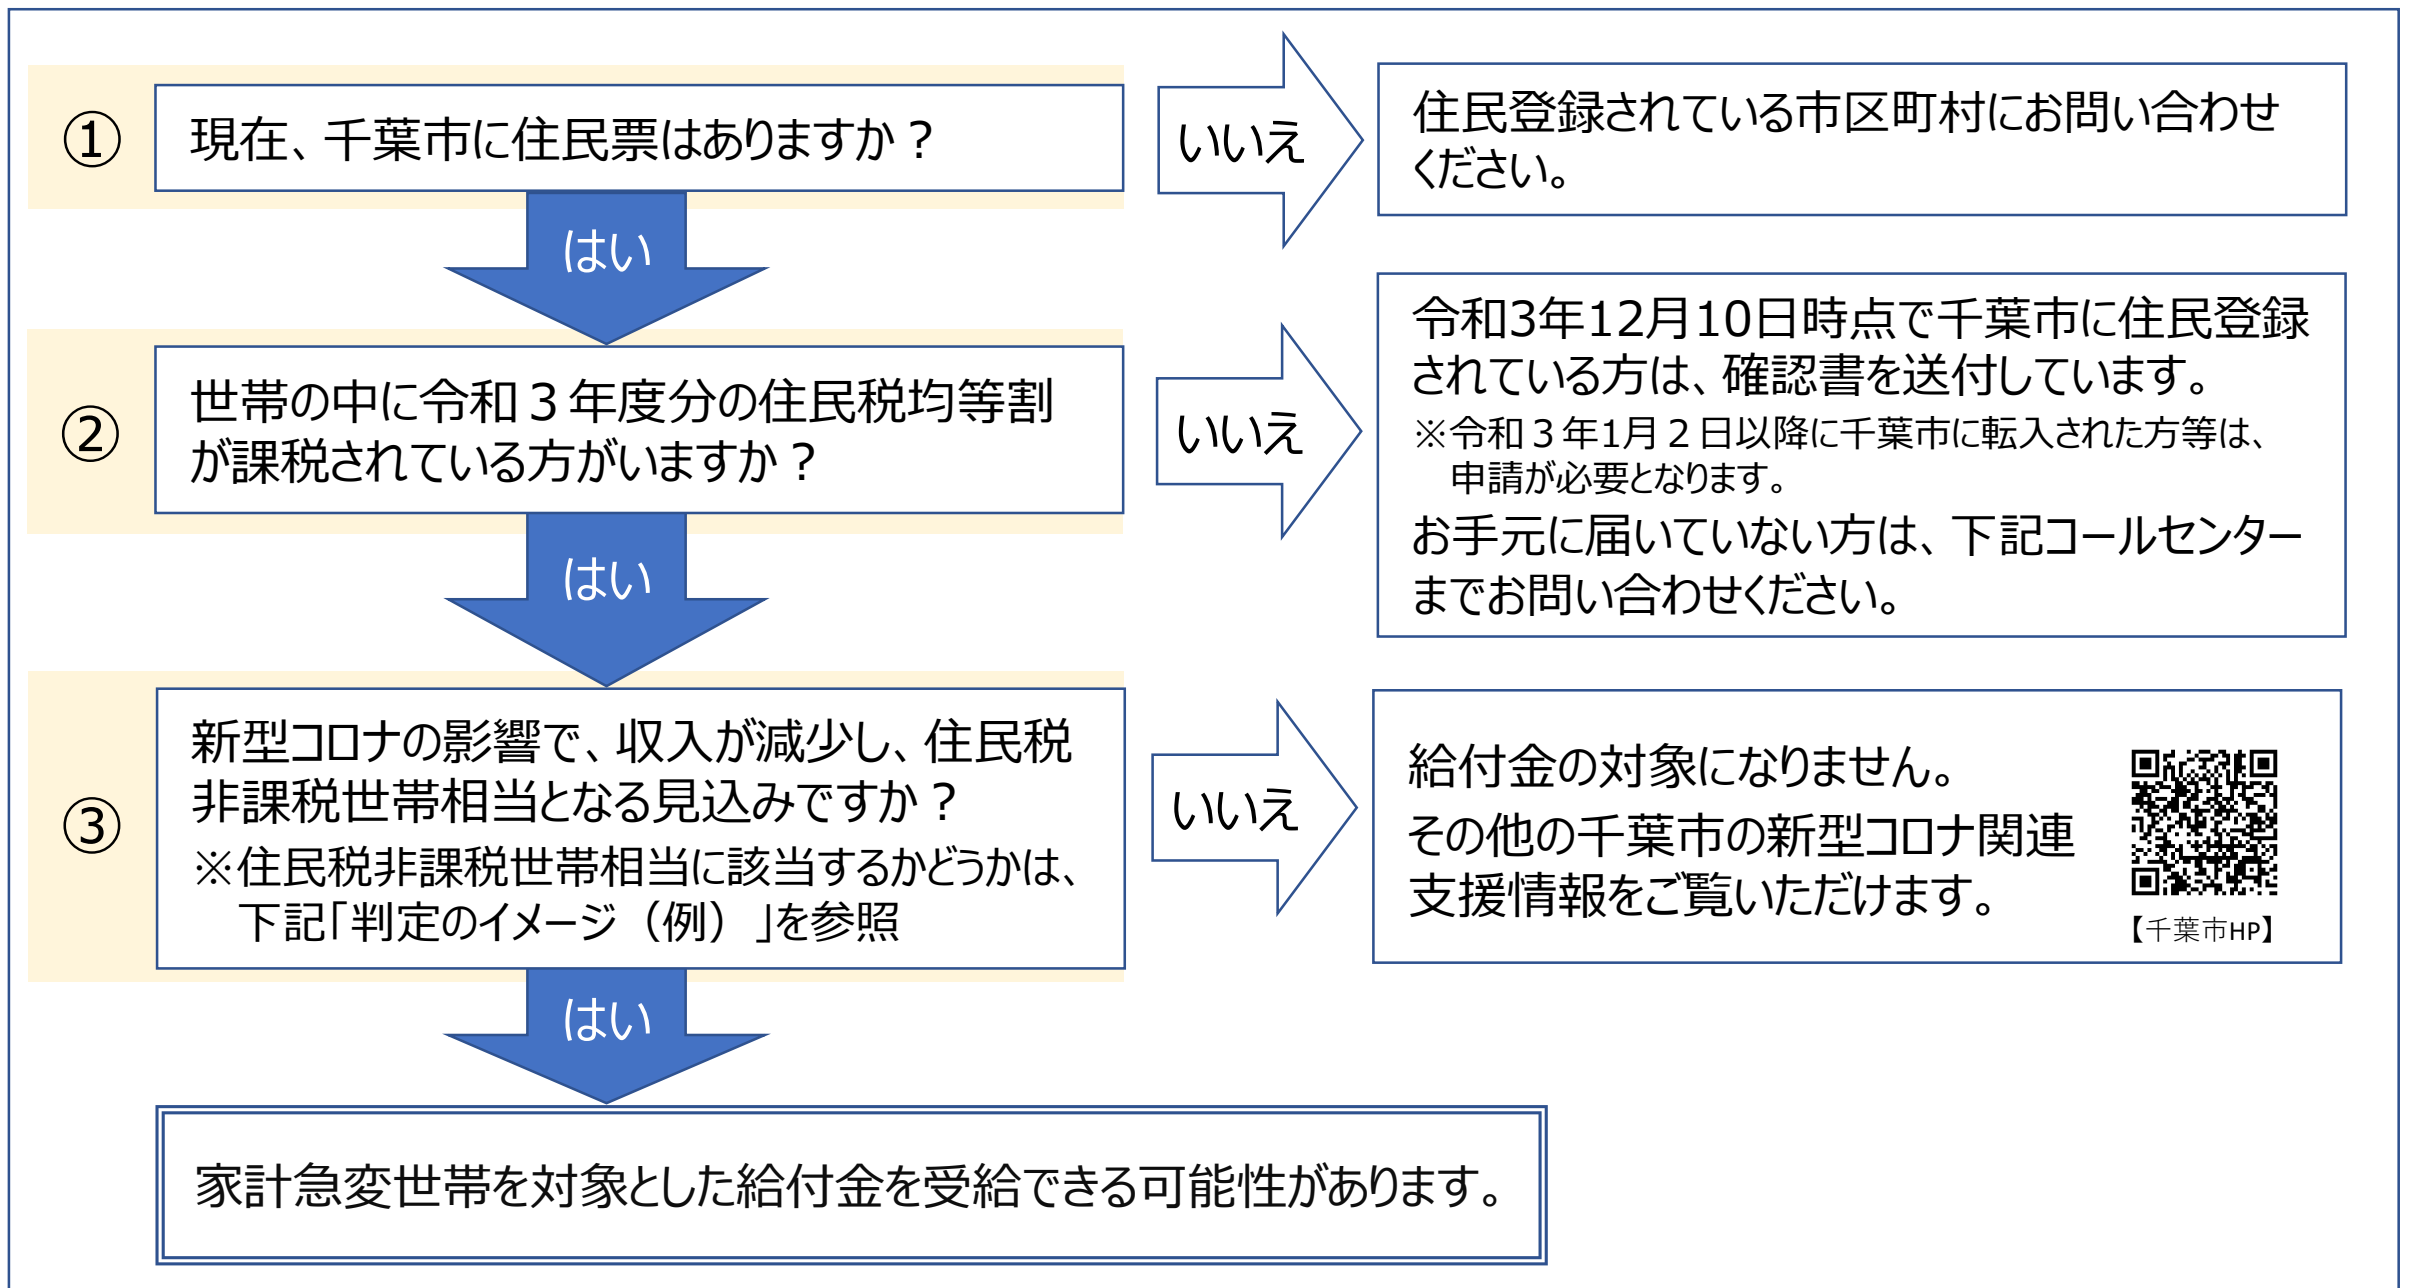 ①
現在、千葉市に住民票はありますか？
いいえ
住民登録されている市区町村にお問い合わせ
ください。
はい
②
世帯の中に令和３年度分の住民税均等割
が課税されている方がいますか？
いいえ
令和3年12月10日時点で千葉市に住民登録
されている方は、確認書を送付しています。
※令和３年1月２日以降に千葉市に転入された方等は、
申請が必要となります。
お手元に届いていない方は、下記コールセンター
までお問い合わせください。
はい
③
新型コロナの影響で、収入が減少し、住民税
非課税世帯相当となる見込みですか？
※住民税非課税世帯相当に該当するかどうかは、
下記「判定のイメージ（例）」を参照
いいえ
給付金の対象になりません。
その他の千葉市の新型コロナ関連
支援情報をご覧いただけます。
【千葉市HP】
はい
家計急変世帯を対象とした給付金を受給できる可能性があります。